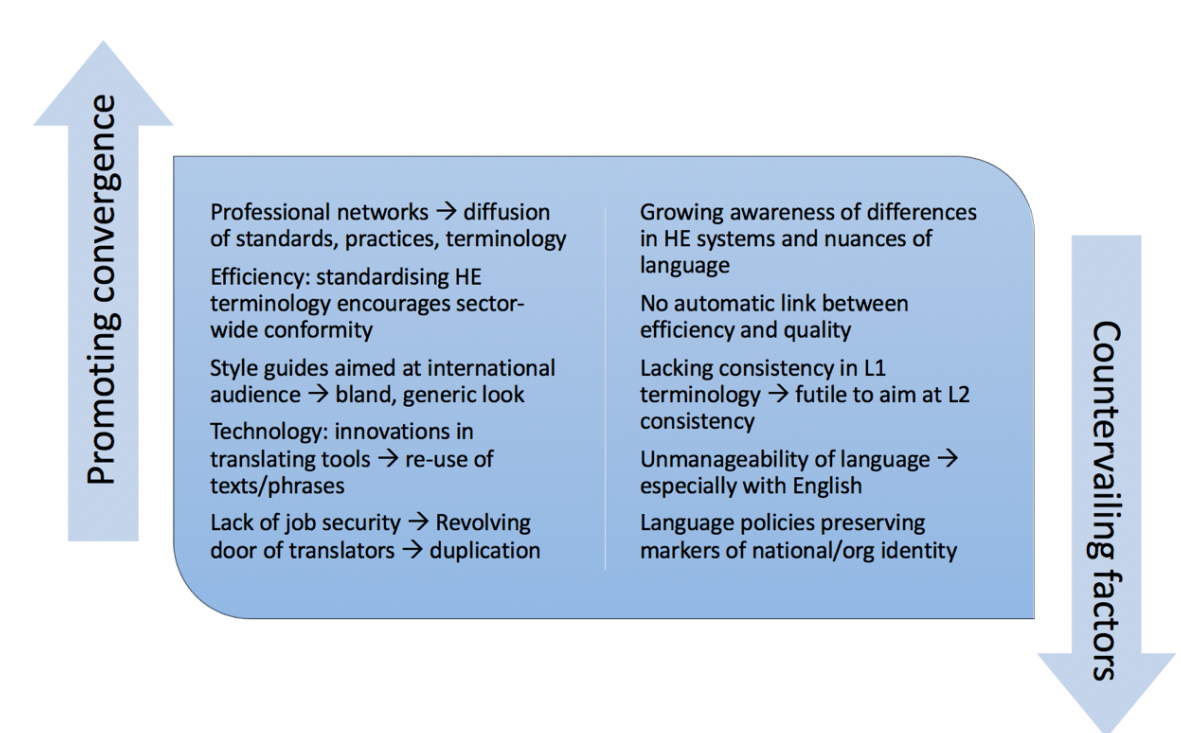 Promoting convergence
Professional networks → diffusion
of standards, practices, terminology
Efficiency: standardising HE
terminology encourages sector-
wide conformity
Style guides aimed at international
audience → bland, generic look
Technology: innovations in
translating tools → re-use of
texts/phrases
Lack of job security → Revolving
door of translators → duplication
Growing awareness of differences
in HE systems and nuances of
language
No automatic link between
efficiency and quality
Lacking consistency in L1
terminology → futile to aim at L2
consistency
Unmanageability of language →
especially with English
Language policies preserving
markers of national/org identity
Countervailing factors